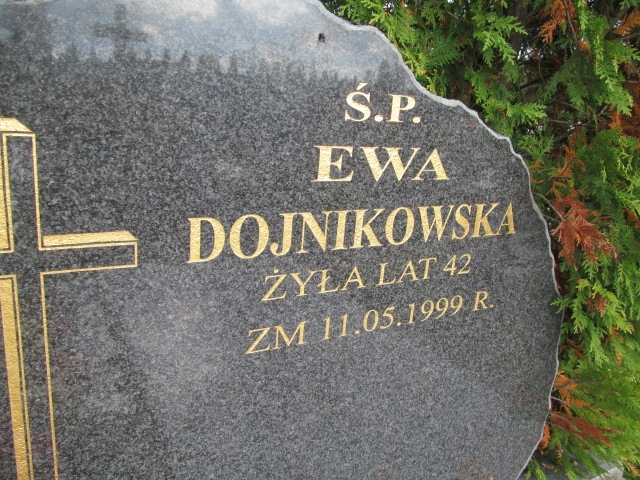 Ś.P.
EWA
DOJNIKOWSKA
ŻYŁA LAT 42
ZM 11.05.1999 R.